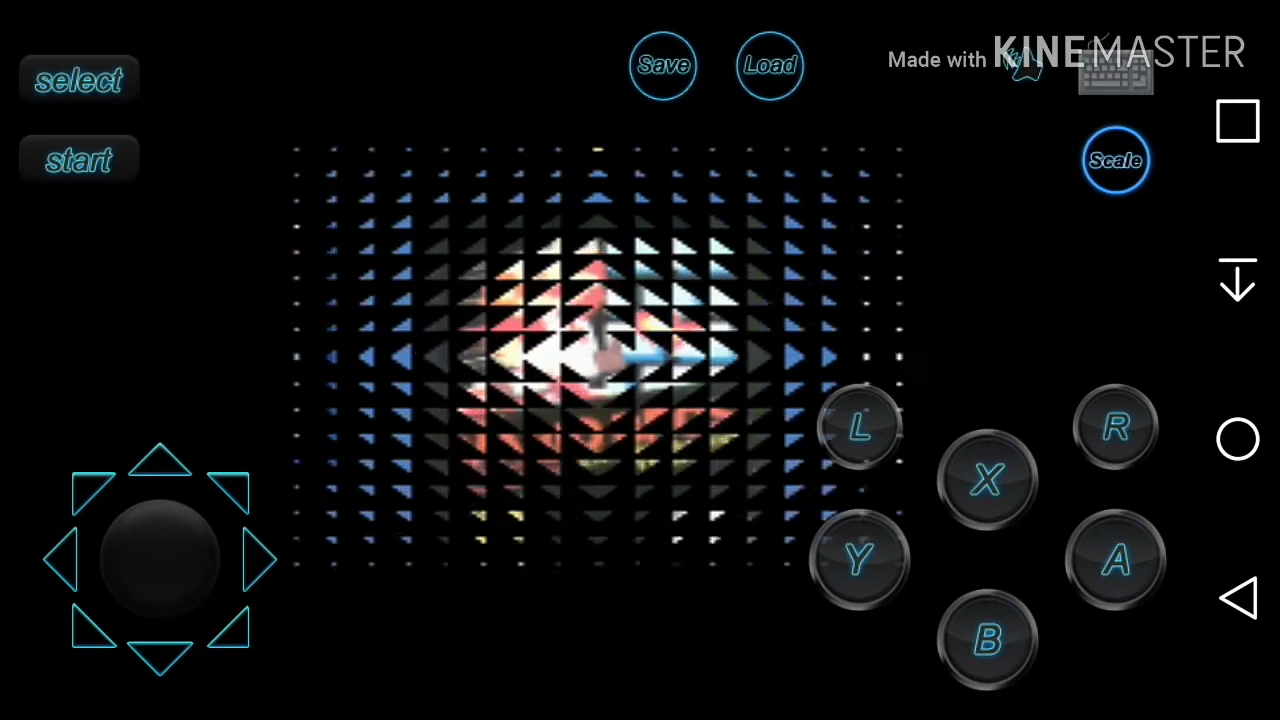 select
Save
Load
Made with KINEMASTER
start
Scale
L
R
X
Y
A
B